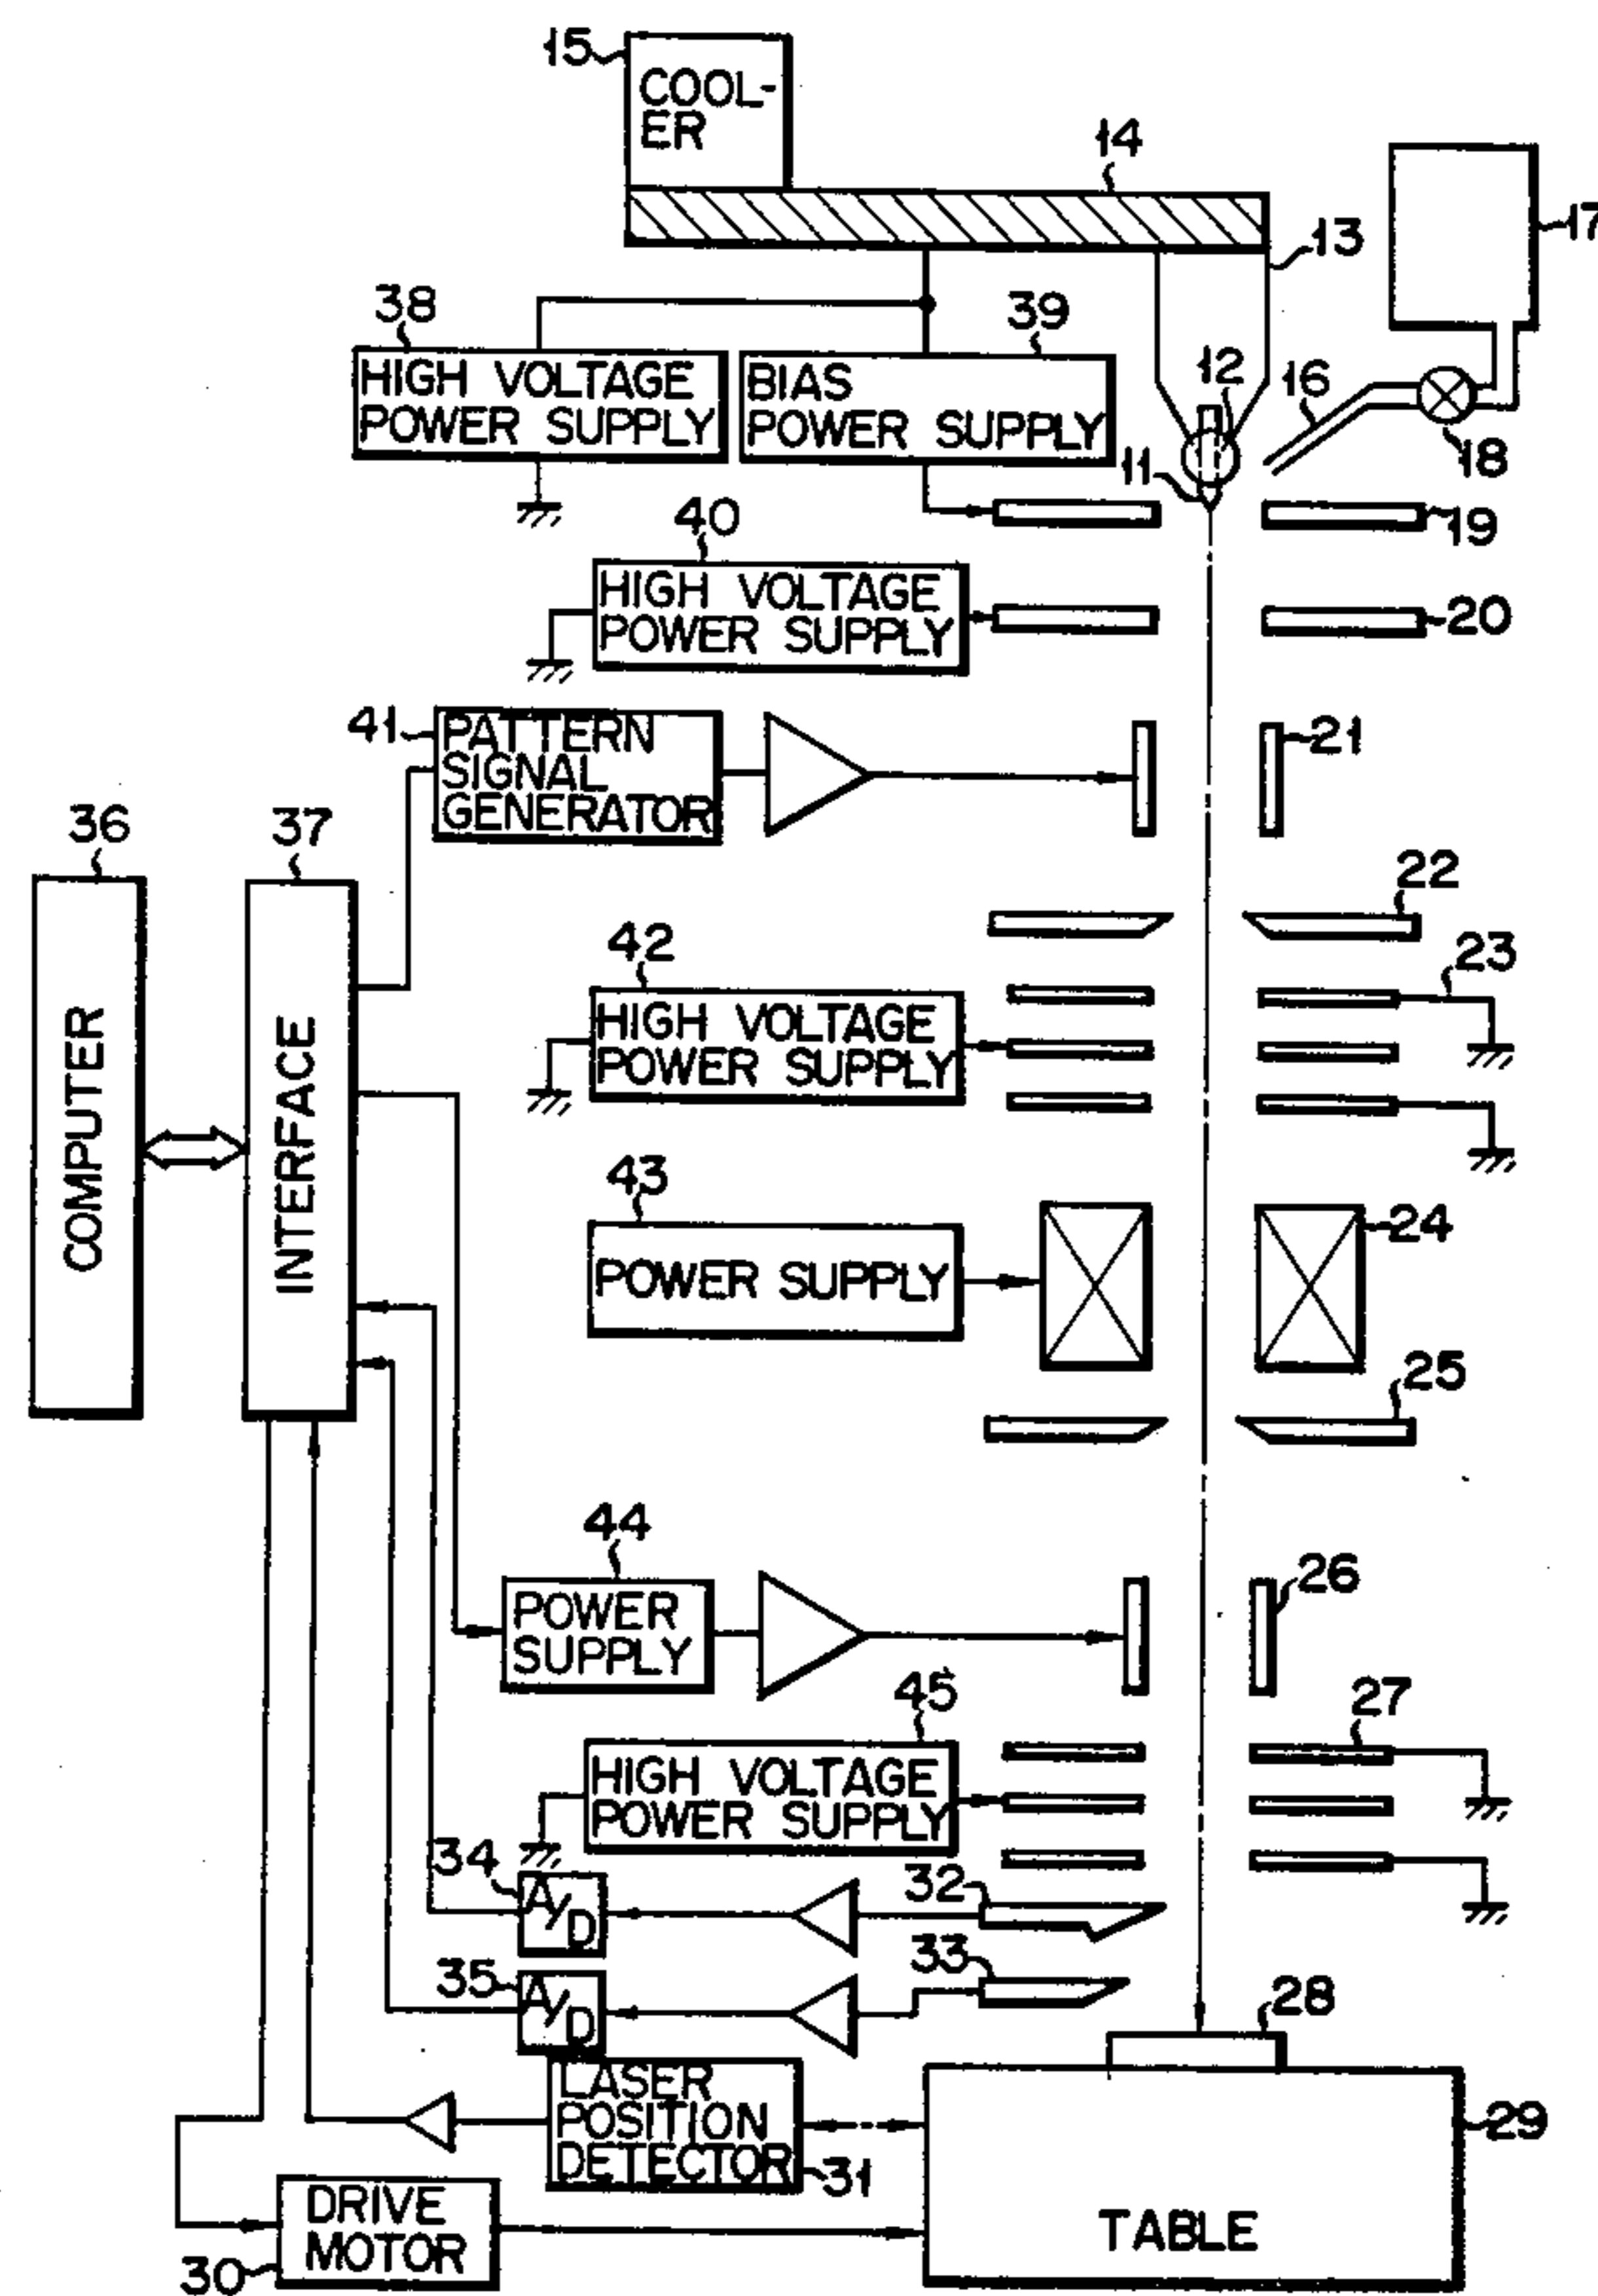 15
COOL-
ER
14
17
13
38
39
HIGH VOLTAGE
POWER SUPPLY
BIAS
POWER SUPPLY
12
16
18
11
19
40
HIGH VOLTAGE
POWER SUPPLY
20
41
PATTERN
SIGNAL
GENERATOR
21
36
37
22
42
23
HIGH VOLTAGE
POWER SUPPLY
COMPUTER
INTERFACE
43
24
POWER SUPPLY
25
44
26
POWER
SUPPLY
45
27
HIGH VOLTAGE
POWER SUPPLY
34
A/D
32
35
A/D
33
28
LASER
POSITION
DETECTOR
31
29
DRIVE
MOTOR
30
TABLE